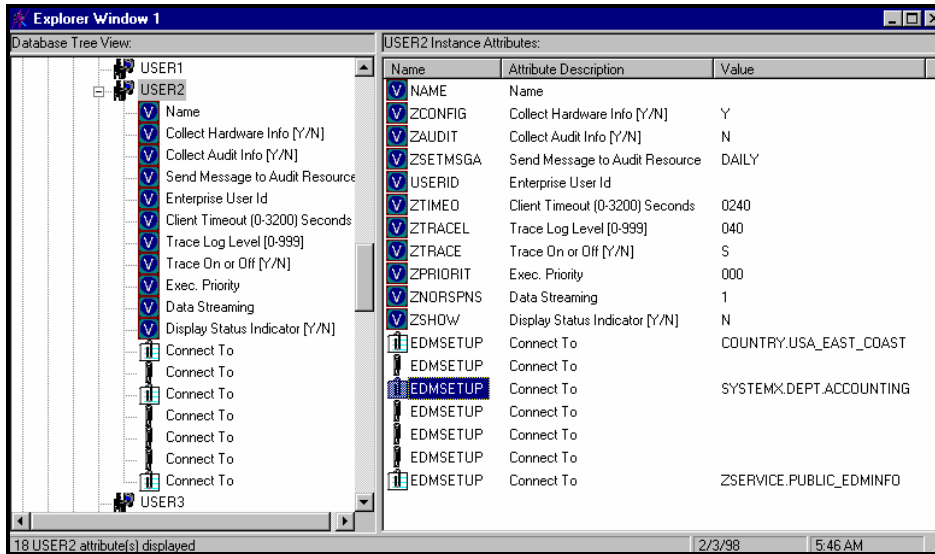 Explorer Window 1
Database Tree View:
USER1
USER2
Name
Collect Hardware Info [Y/N]
Collect Audit Info [Y/N]
Send Message to Audit Resource
Enterprise User Id
Client Timeout (0-3200) Seconds
Trace Log Level [0-999]
Trace On or Off [Y/N]
Exec. Priority
Data Streaming
Display Status Indicator [Y/N]
Connect To
Connect To
Connect To
Connect To
Connect To
Connect To
Connect To
USER3
USER2 Instance Attributes:
Name Attribute Description Value
NAME Name
ZCONFIG Collect Hardware Info [Y/N] Y
ZAUDIT Collect Audit Info [Y/N] N
ZSETMSGA Send Message to Audit Resource DAILY
USERID Enterprise User Id
ZTIMEO Client Timeout (0-3200) Seconds 0240
ZTRACEL Trace Log Level [0-999] 040
ZTRACE Trace On or Off [Y/N] S
ZPRIORIT Exec. Priority 000
ZNORSPNS Data Streaming 1
ZSHOW Display Status Indicator [Y/N] N
EDMSETUP Connect To COUNTRY.USA_EAST_COAST
EDMSETUP Connect To
EDMSETUP Connect To SYSTEMX.DEPT.ACCOUNTING
EDMSETUP Connect To
EDMSETUP Connect To
EDMSETUP Connect To
EDMSETUP Connect To ZSERVICE.PUBLIC_EDMINFO
18 USER2 attribute(s) displayed 2/3/98 5:46 AM